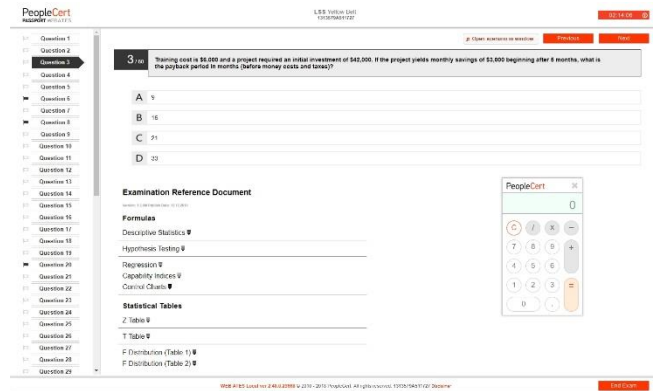 PeopleCert
LSS Yellow Belt
Question 1
Question 2
Question 3
Question 4
Question 5
Question 6
Question 7
Question 8
Question 9
Question 10
Question 11
Question 12
Question 13
Question 14
Question 15
Question 16
Question 17
Question 18
Question 19
Question 20
Question 21
Question 22
Question 23
Question 24
Question 25
Question 26
Question 27
Question 28
Question 29
Previous
Next
3
Training cost is $6,000 and a project required an initial investment of $42,000. If the project yields monthly savings of $3,000 beginning after 8 months, what is
the payback period in months (before money costs and taxes)?
A 9
B 16
C 21
D 33
Examination Reference Document
Formulas
Descriptive Statistics
Hypothesis Testing
Regression
Capability Indices
Control Charts
Statistical Tables
Z Table
T Table
F Distribution (Table 1)
F Distribution (Table 2)
PeopleCert ×
0
C / X −
7 8 9 +
4 5 6
1 2 3 =
0 .
End Exam